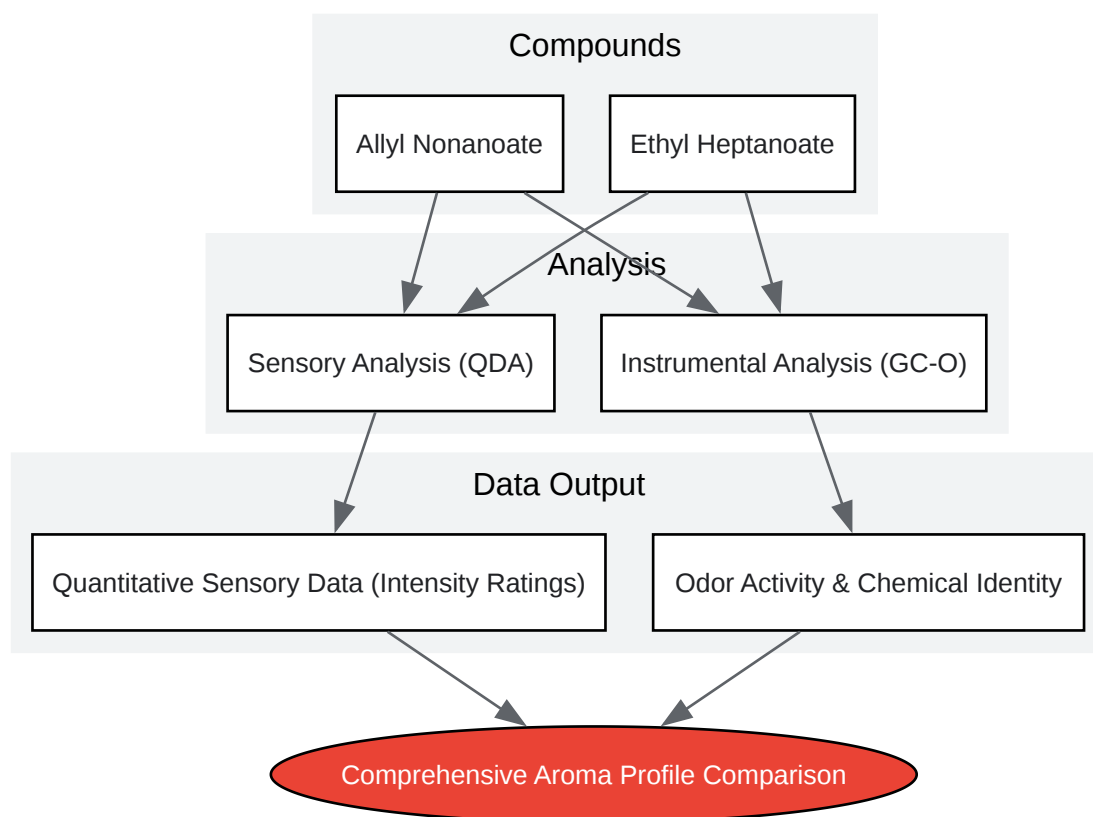 Compounds
Allyl Nonanoate
Ethyl Heptanoate
Analysis
Sensory Analysis (QDA)
Instrumental Analysis (GC-O)
Data Output
Quantitative Sensory Data (Intensity Ratings)
Odor Activity & Chemical Identity
Comprehensive Aroma Profile Comparison